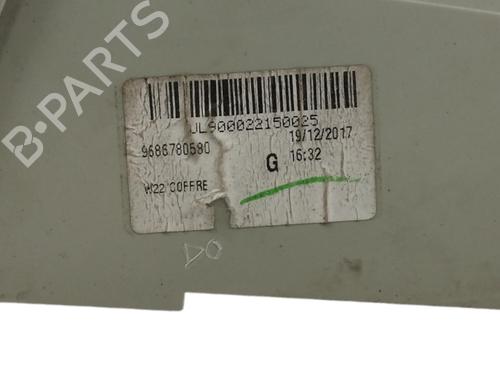 JL900022150025
9686780580
19/12/2017
G
16:32
W22 COFFRE
DO
B-PARTS